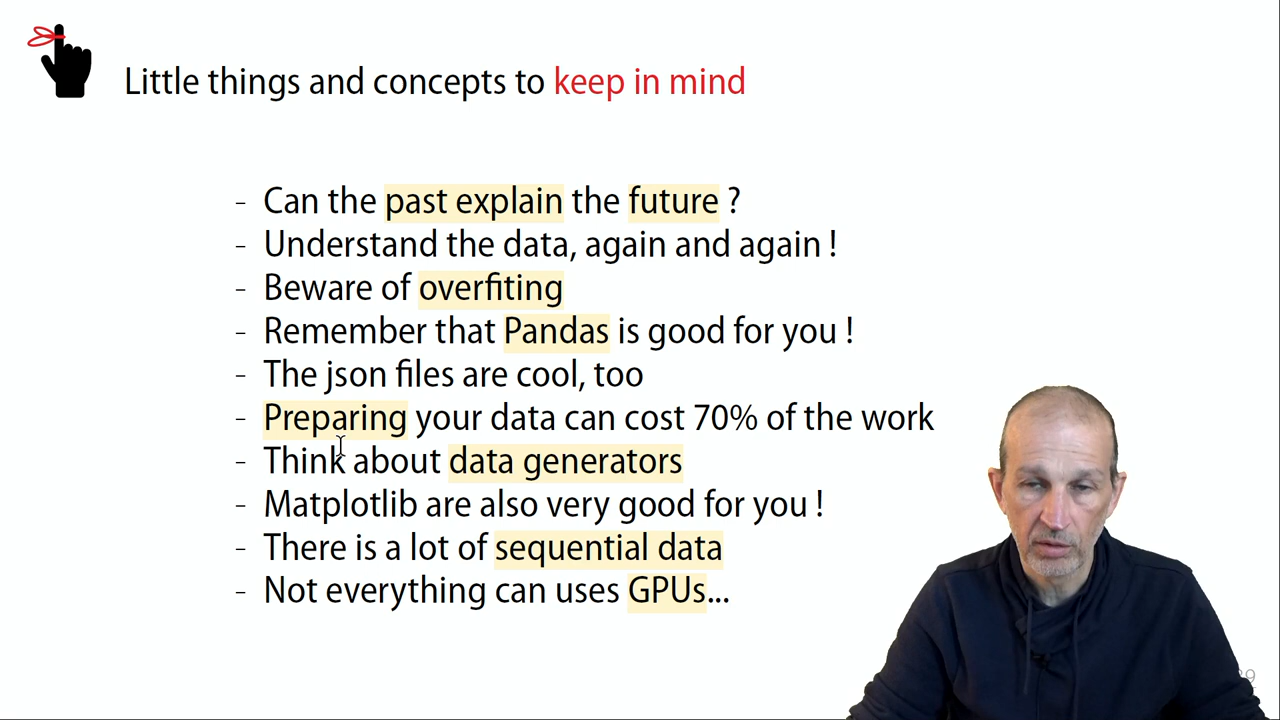 Little things and concepts to keep in mind
- Can the past explain the future ?
- Understand the data, again and again !
- Beware of overfiting
- Remember that Pandas is good for you !
- The json files are cool, too
- Preparing your data can cost 70% of the work
- Think about data generators
- Matplotlib are also very good for you !
- There is a lot of sequential data
- Not everything can uses GPUs...